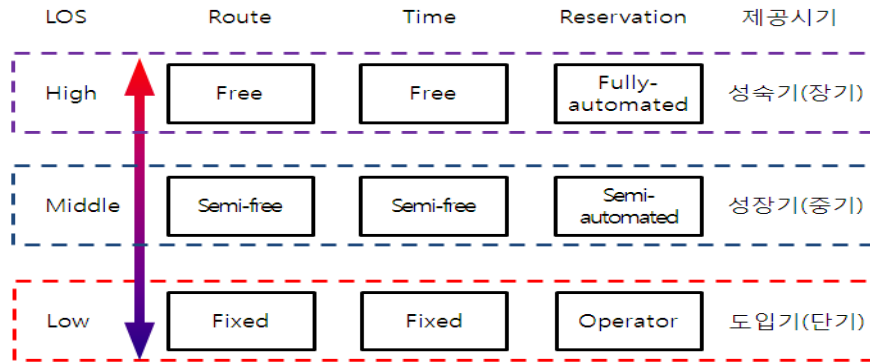 LOS Route Time Reservation 제공시기
High Free Free Fully-
automated 성숙기(장기)
Middle Semi-free Semi-free Semi-
automated 성장기(중기)
Low Fixed Fixed Operator 도입기(단기)